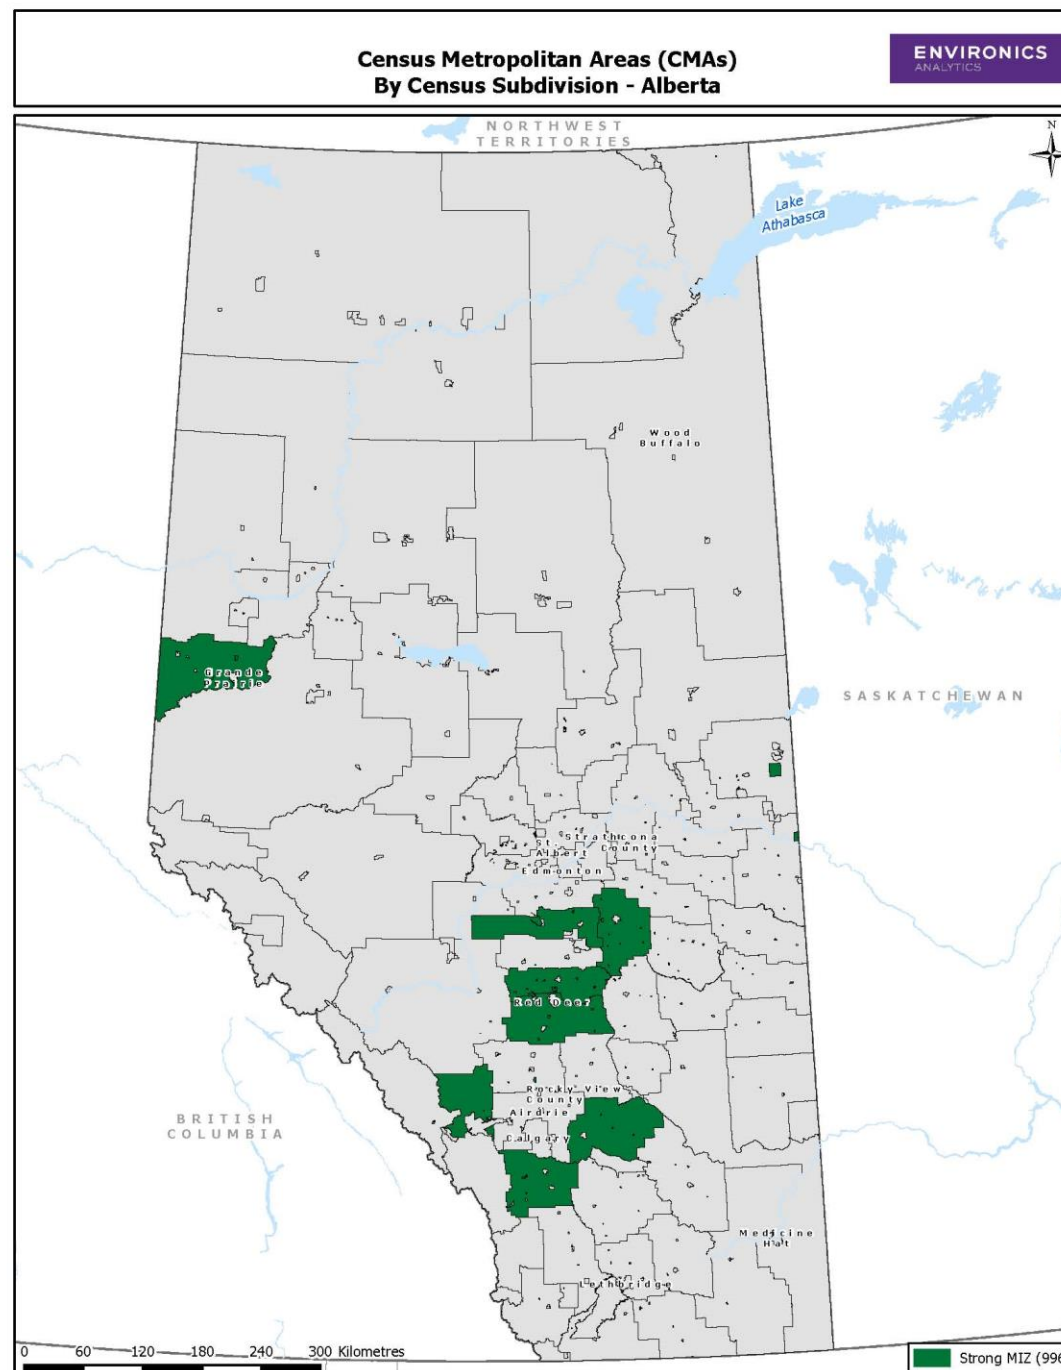 Census Metropolitan Areas (CMAs)
By Census Subdivision - Alberta
ENVIRONICS
ANALYTICS
NORTHWEST
TERRITORIES
N
Lake
Athabasca
Wood
Buffalo
Grande
Prairie
SASKATCHEWAN
St.
Albert
Strathcona
County
Edmonton
Red Deer
Rocky View
County
Airdrie
Calgary
BRITISH
COLUMBIA
Medicine
Hat
Lethbridge
0 60 120 180 240 300 Kilometres
Strong MIZ (996